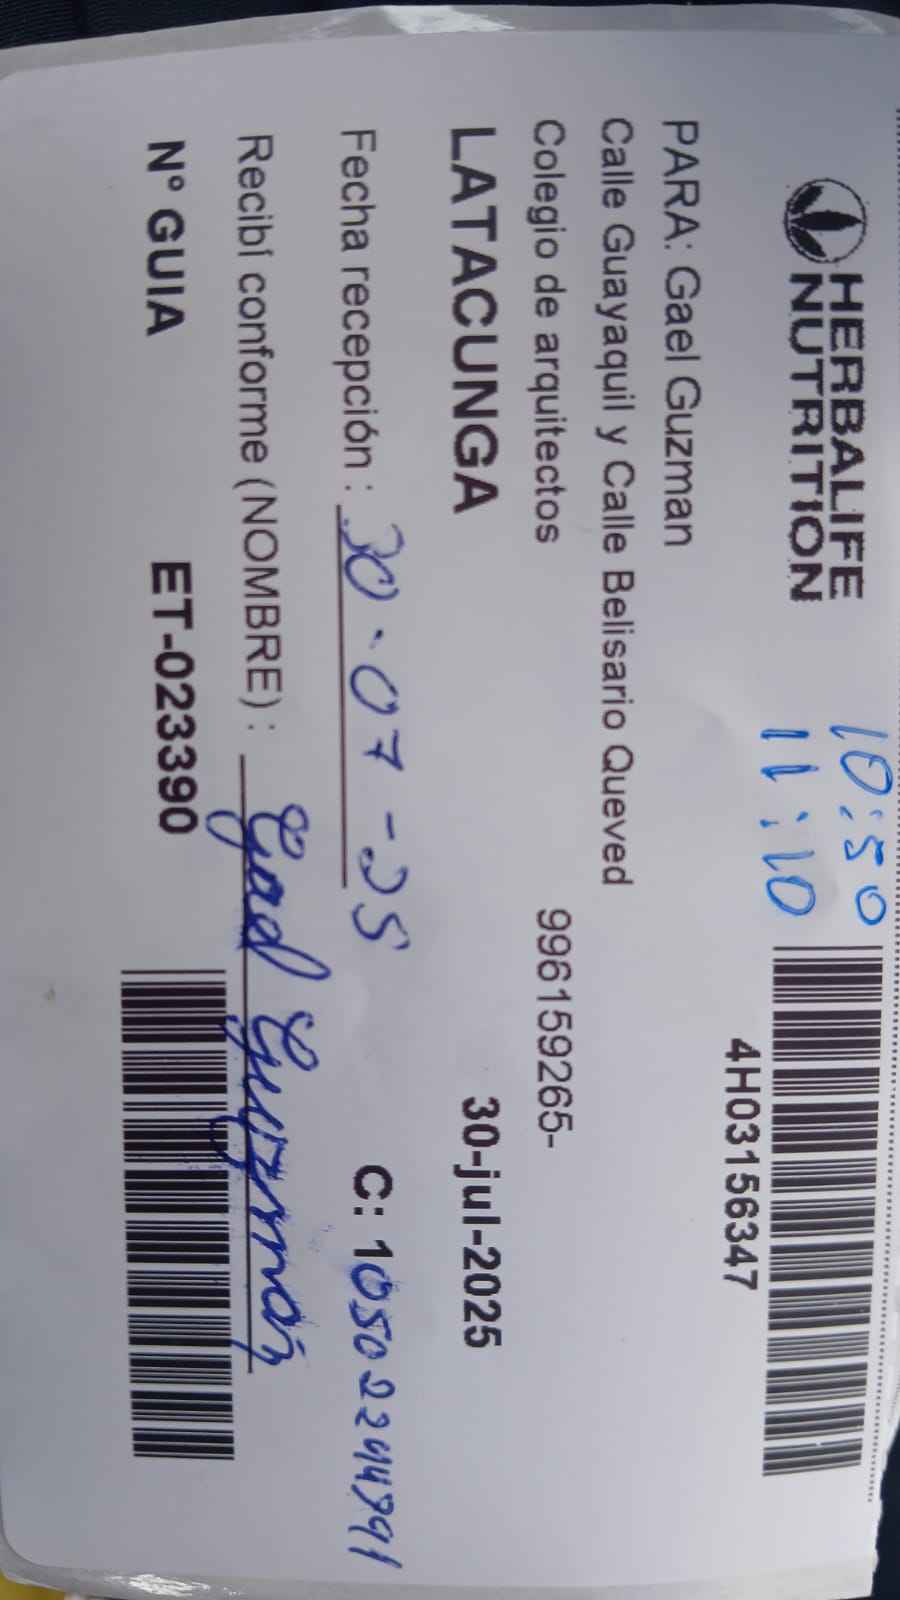 HERBALIFE
NUTRITION
10:50
11:10
4H03156347
PARA: Gael Guzman
Calle Guayaquil y Calle Belisario Queved
Colegio de arquitectos 996159265-
LATACUNGA 30-jul-2025
Fecha recepción : 30-07-25 C: 1
Recibí conforme (NOMBRE) : Gael Guzmán
N° GUIA ET-023390